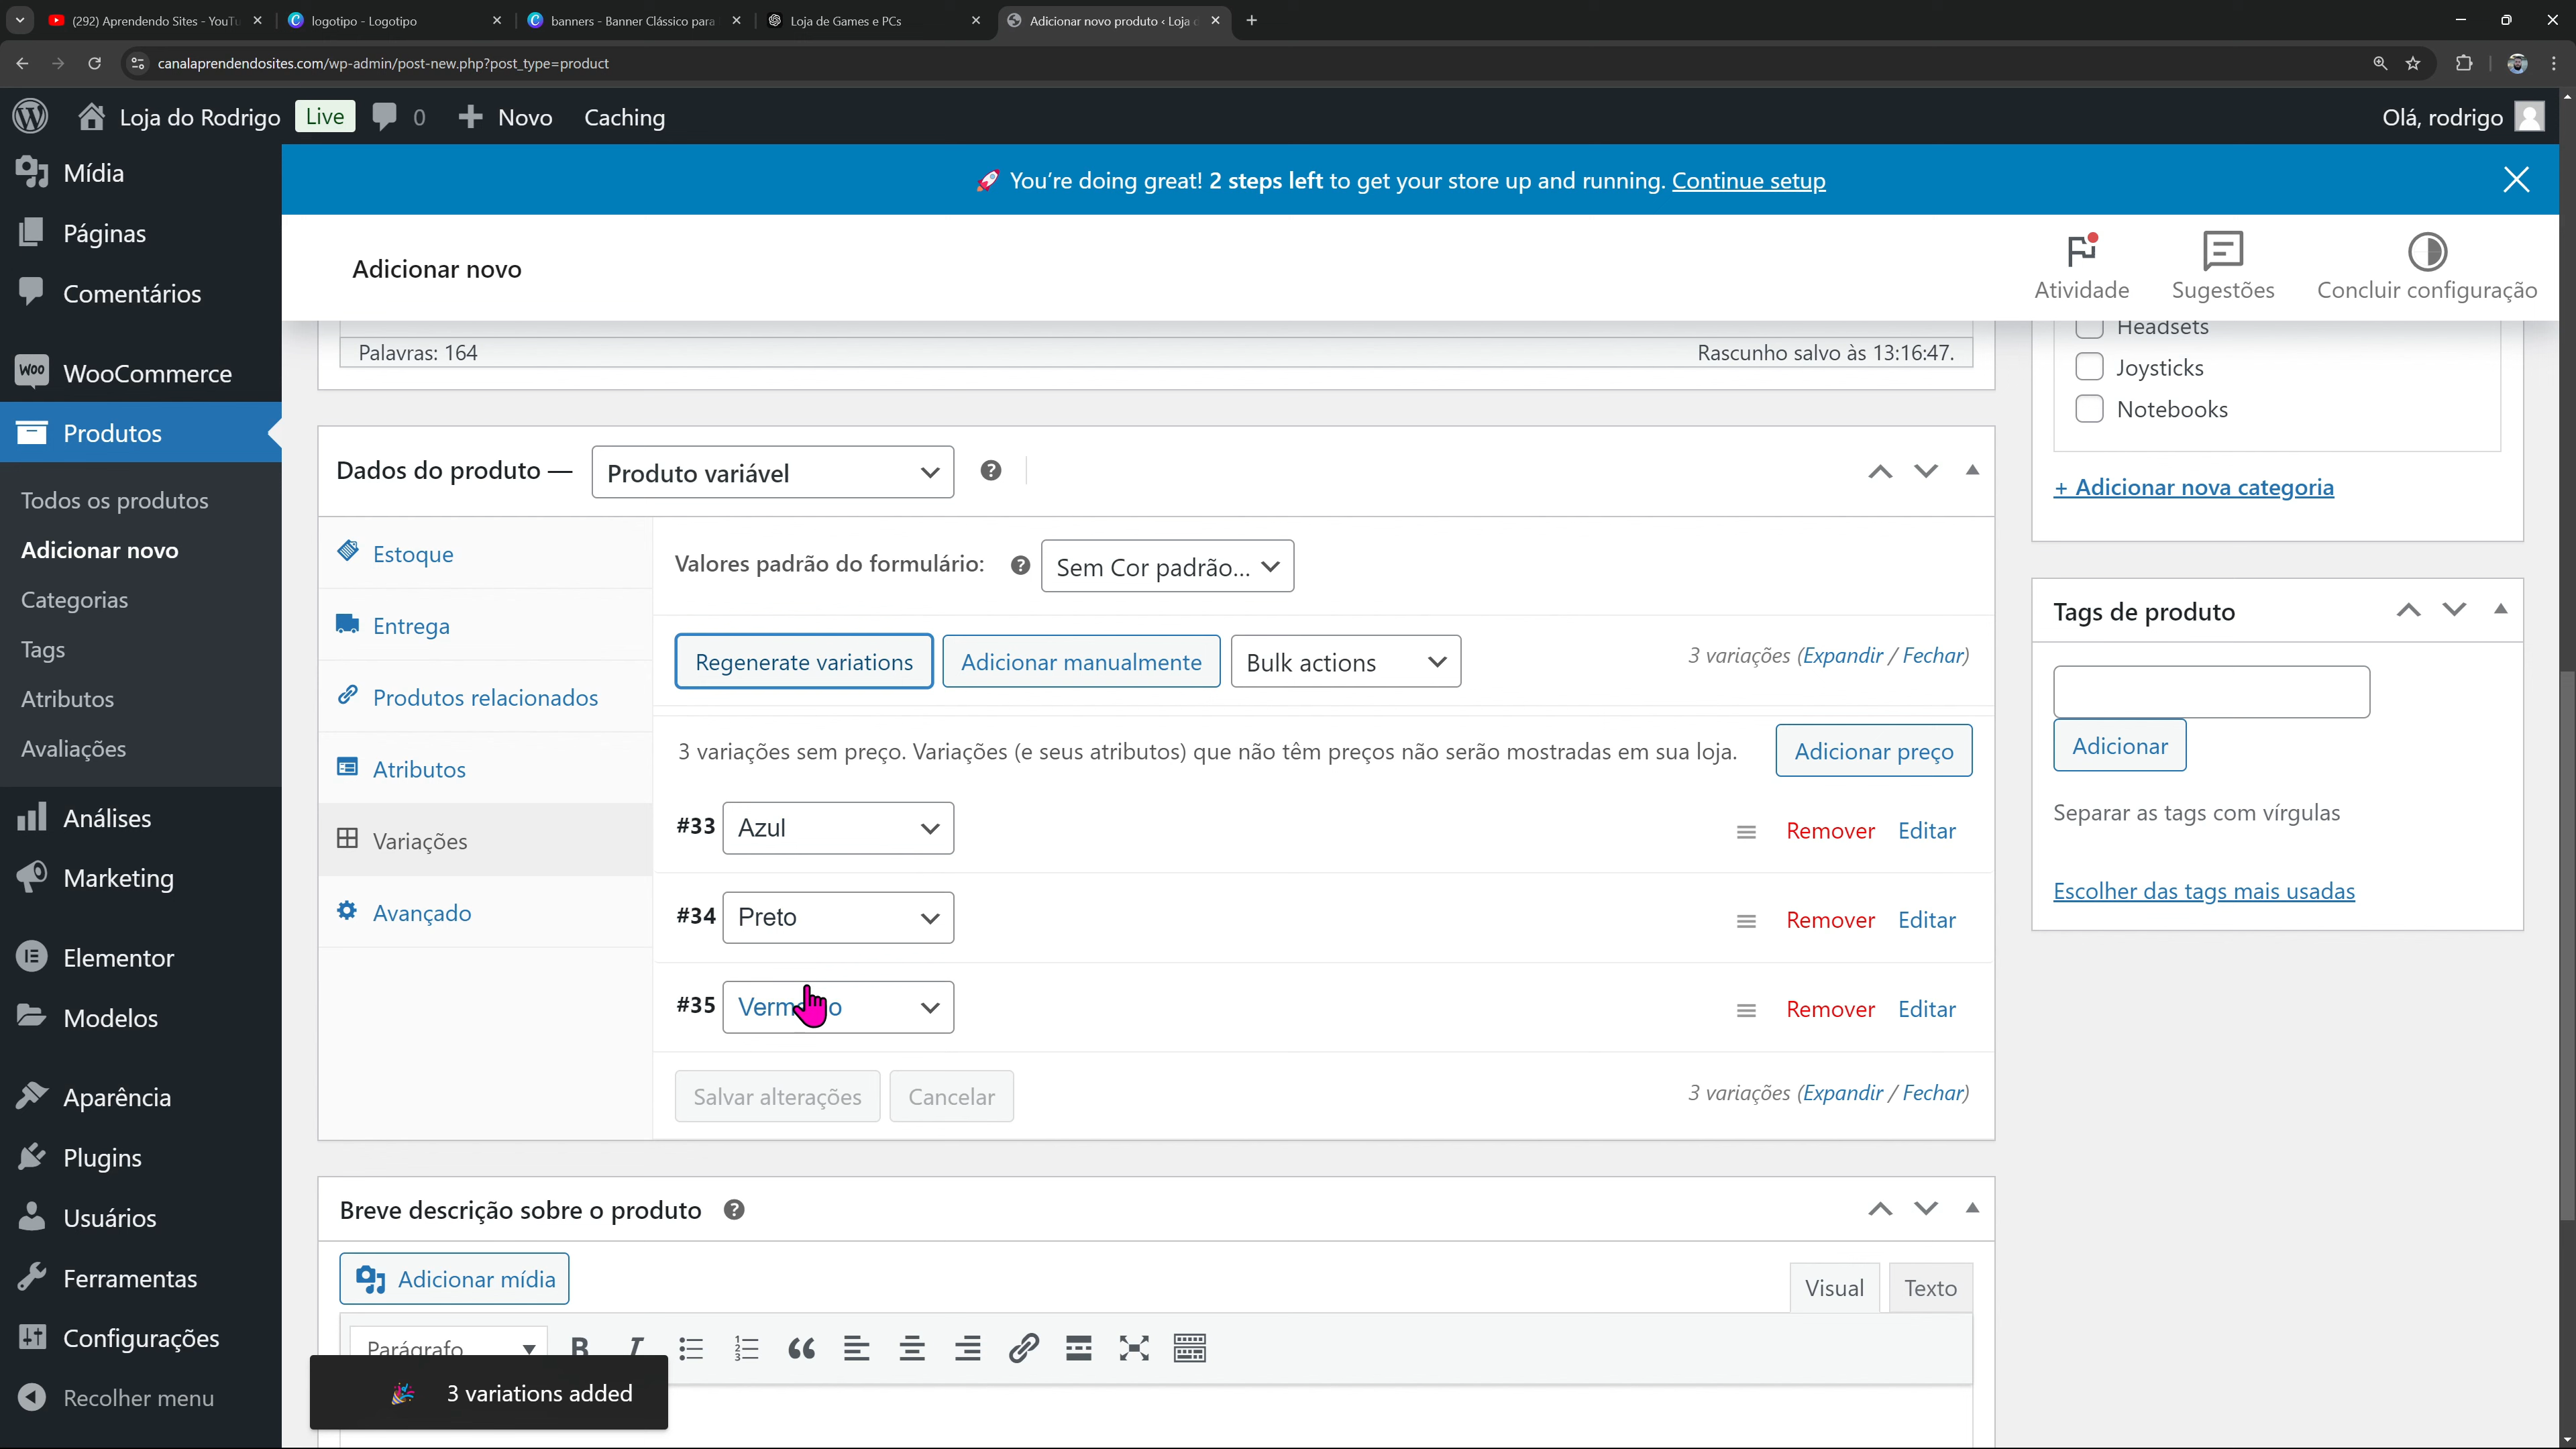 (292) Aprendendo Sites - YouTu
logotipo - Logotipo
banners - Banner Clássico para
Loja de Games e PCs
Adicionar novo produto ‹ Loja d
canalaprendendosites.com/wp-admin/post-new.php?post_type=product
Loja do Rodrigo
Live
0
Novo
Caching
Olá, rodrigo
Mídia
Páginas
Comentários
WooCommerce
Produtos
Todos os produtos
Adicionar novo
Categorias
Tags
Atributos
Avaliações
Análises
Marketing
Elementor
Modelos
Aparência
Plugins
Usuários
Ferramentas
Configurações
Recolher menu
🚀 You're doing great! 2 steps left to get your store up and running. Continue setup
Adicionar novo
Atividade
Sugestões
Concluir configuração
Palavras: 164
Rascunho salvo às 13:16:47.
Dados do produto —
Produto variável
Estoque
Entrega
Produtos relacionados
Atributos
Variações
Avançado
Valores padrão do formulário:
Sem Cor padrão...
Regenerate variations
Adicionar manualmente
Bulk actions
3 variações (Expandir / Fechar)
3 variações sem preço. Variações (e seus atributos) que não têm preços não serão mostradas em sua loja.
Adicionar preço
#33 Azul
Remover Editar
#34 Preto
Remover Editar
#35
Remover Editar
Salvar alterações
Cancelar
3 variações (Expandir / Fechar)
Breve descrição sobre o produto
Adicionar mídia
Visual
Texto
Parágrafo
B I
🎉 3 variations added
Headsets
Joysticks
Notebooks
+ Adicionar nova categoria
Tags de produto
Adicionar
Separar as tags com vírgulas
Escolher das tags mais usadas